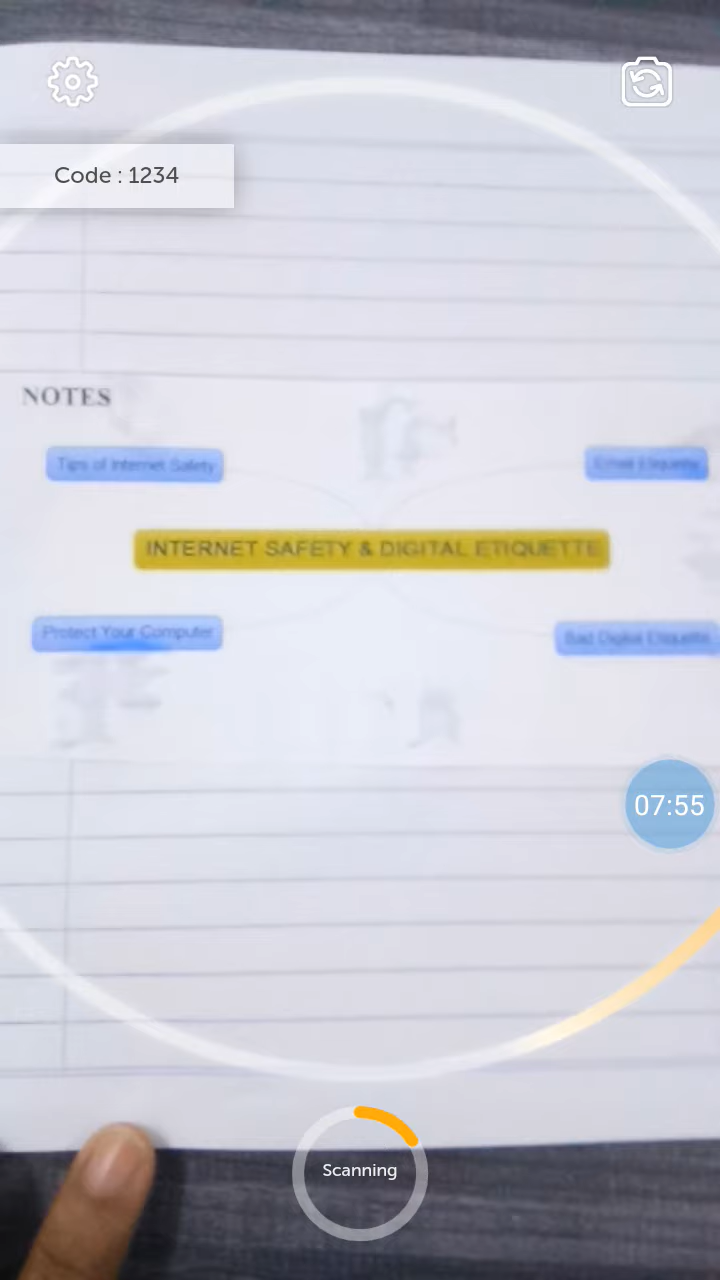 Code : 1234
NOTES
Tips of Internet Safety
Email Etiquette
INTERNET SAFETY & DIGITAL ETIQUETTE
Protect Your Computer
Bad Digital Etiquette
07:55
Scanning